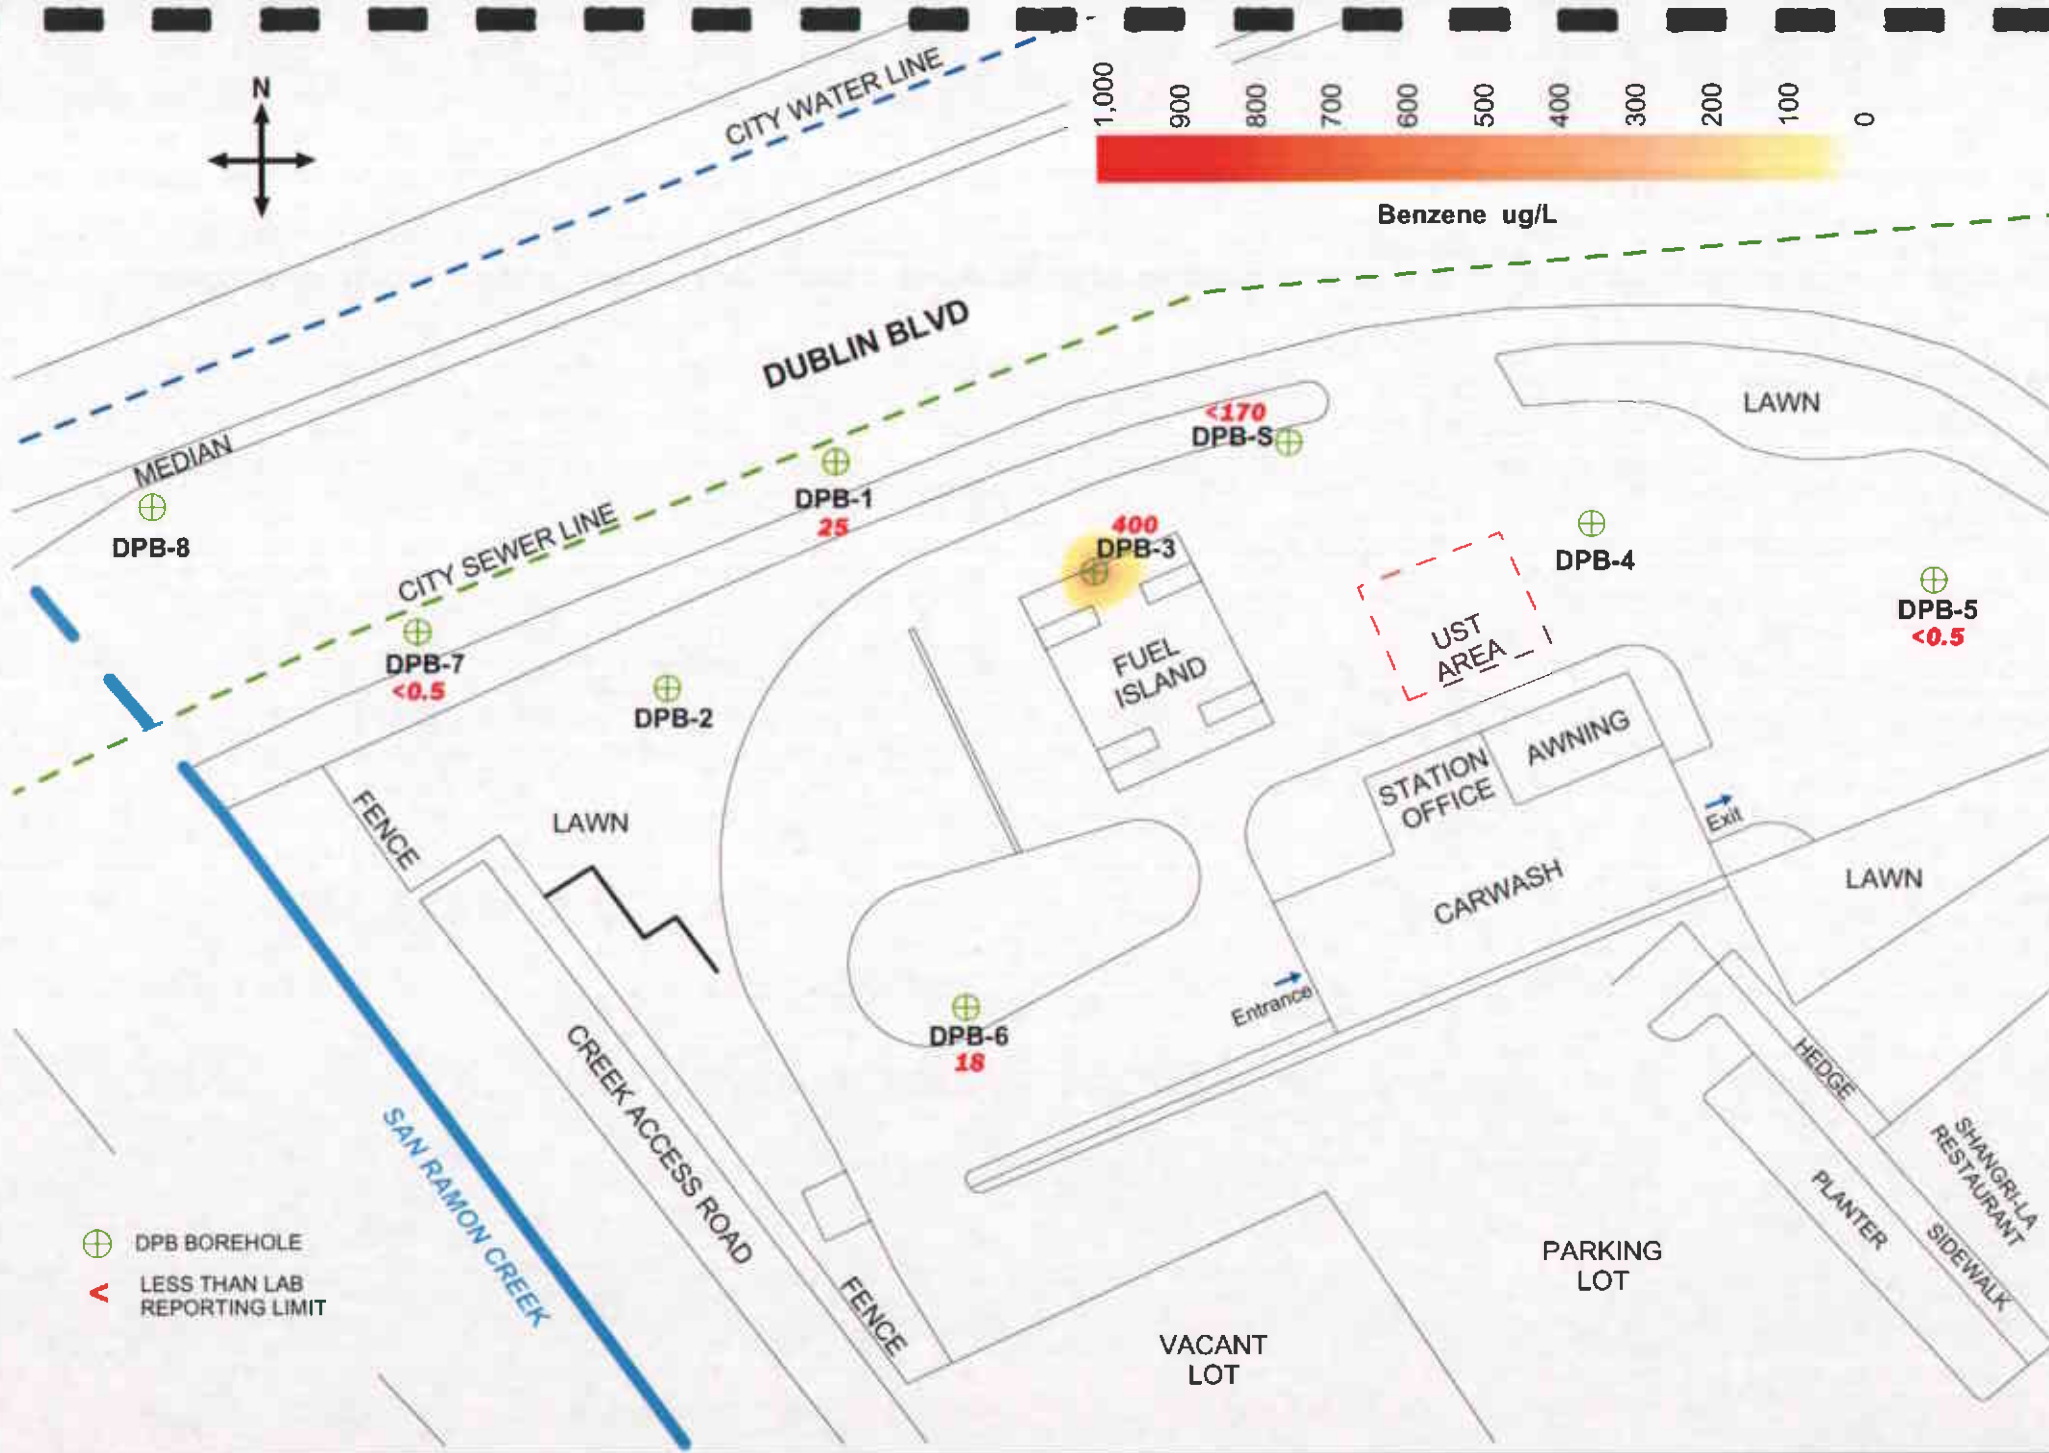 N
CITY WATER LINE
1,000
900
800
700
600
500
400
300
200
100
0
Benzene ug/L
DUBLIN BLVD
LAWN
<170
DPB-S
MEDIAN
DPB-8
DPB-1
25
CITY SEWER LINE
400
DPB-3
DPB-4
DPB-5
<0.5
DPB-7
<0.5
DPB-2
FUEL
ISLAND
UST
AREA
STATION
OFFICE
AWNING
FENCE
LAWN
Exit
CARWASH
LAWN
Entrance
DPB-6
18
CREEK ACCESS ROAD
SAN RAMON CREEK
HEDGE
SHANGRI-LA
RESTAURANT
PLANTER
SIDEWALK
DPB BOREHOLE
<
LESS THAN LAB
REPORTING LIMIT
FENCE
PARKING
LOT
VACANT
LOT